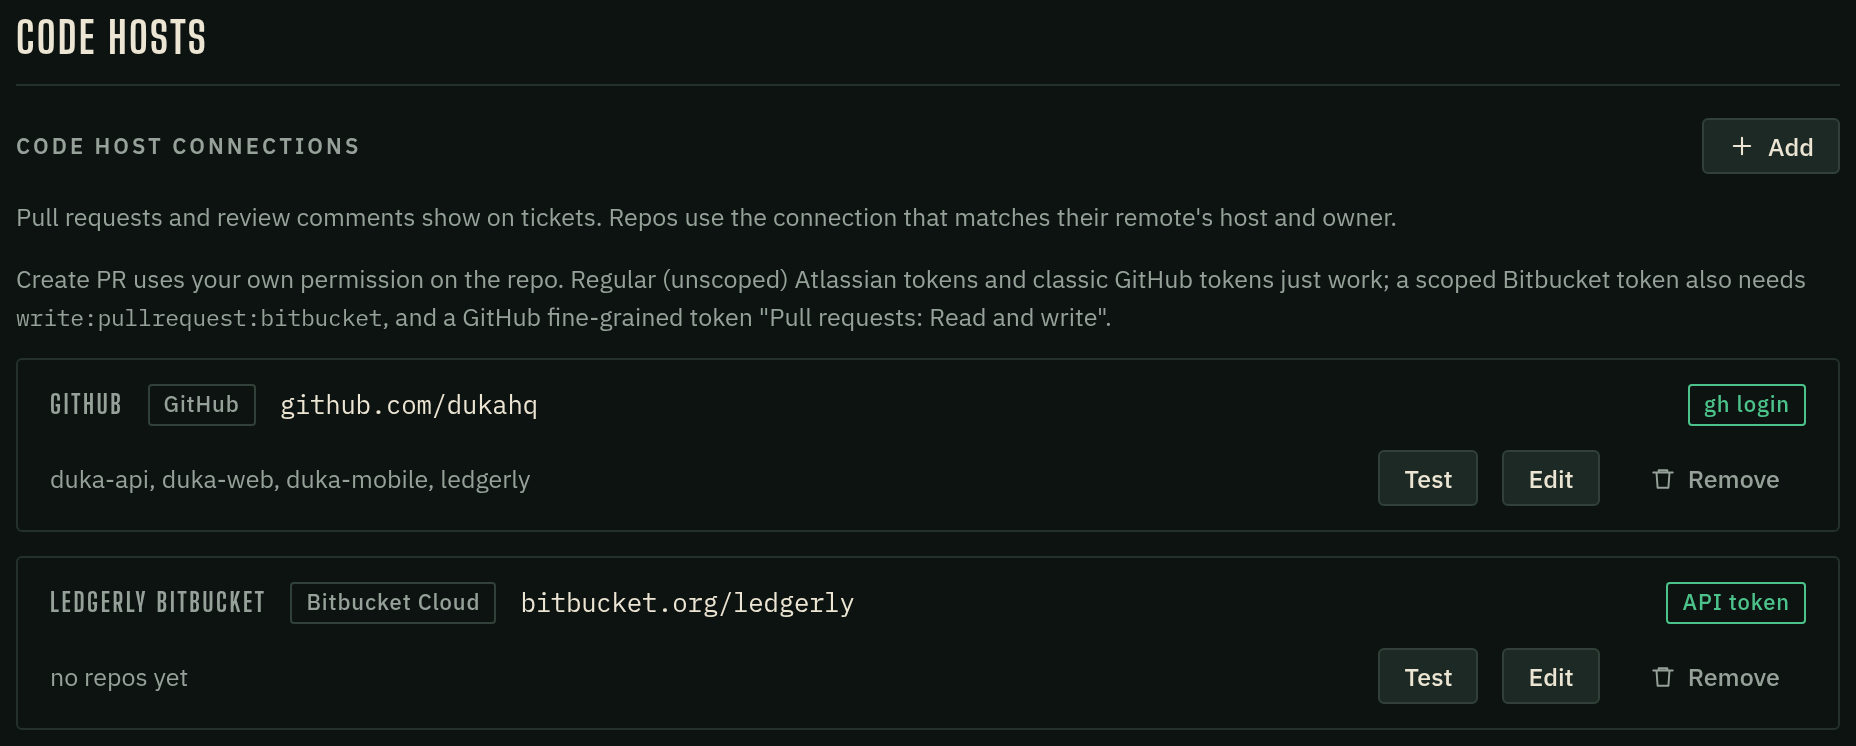 CODE HOSTS
CODE HOST CONNECTIONS
Add
Pull requests and review comments show on tickets. Repos use the connection that matches their remote's host and owner.
Create PR uses your own permission on the repo. Regular (unscoped) Atlassian tokens and classic GitHub tokens just work; a scoped Bitbucket token also needs
write:pullrequest:bitbucket, and a GitHub fine-grained token "Pull requests: Read and write".
GITHUB GitHub github.com/dukahq gh login
duka-api, duka-web, duka-mobile, ledgerly Test Edit Remove
LEDGERLY BITBUCKET Bitbucket Cloud bitbucket.org/ledgerly API token
no repos yet Test Edit Remove